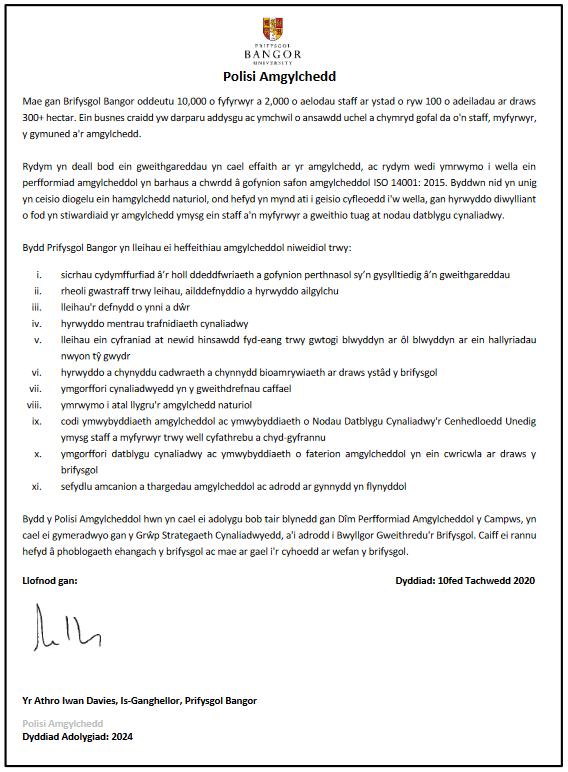 PRIFYSGOL
BANGOR
UNIVERSITY
Polisi Amgylchedd
Mae gan Brifysgol Bangor oddeutu 10,000 o fyfyrwyr a 2,000 o aelodau staff ar ystad o ryw 100 o adeiladau ar draws
300+ hectar. Ein busnes craidd yw darparu addysgu ac ymchwil o ansawdd uchel a chymryd gofal da o'n staff, myfyrwyr,
y gymuned a'r amgylchedd.
Rydym yn deall bod ein gweithgareddau yn cael effaith ar yr amgylchedd, ac rydym wedi ymrwymo i wella ein
perfformiad amgylcheddol yn barhaus a chwrdd â gofynion safon amgylcheddol ISO 14001: 2015. Byddwn nid yn unig
yn ceisio diogelu ein hamgylchedd naturiol, ond hefyd yn mynd ati i geisio cyfleoedd i'w wella, gan hyrwyddo diwylliant
o fod yn stiwardiaid yr amgylchedd ymysg ein staff a'n myfyrwyr a gweithio tuag at nodau datblygu cynaliadwy.
Bydd Prifysgol Bangor yn lleihau ei heffeithiau amgylcheddol niweidiol trwy:
i. sicrhau cydymffurfiad â'r holl ddeddfwriaeth a gofynion perthnasol sy'n gysylltiedig â'n gweithgareddau
ii. rheoli gwastraff trwy leihau, ailddefnyddio a hyrwyddo ailgylchu
iii. lleihau'r defnydd o ynni a dŵr
iv. hyrwyddo mentrau trafnidiaeth cynaliadwy
v. lleihau ein cyfraniad at newid hinsawdd fyd-eang trwy gwtogi blwyddyn ar ôl blwyddyn ar ein hallyriadau
nwyon tŷ gwydr
vi. hyrwyddo a chynyddu cadwraeth a chynnydd bioamrywiaeth ar draws ystâd y brifysgol
vii. ymgorffori cynaliadwyedd yn y gweithdrefnau caffael
viii. ymrwymo i atal llygru'r amgylchedd naturiol
ix. codi ymwybyddiaeth amgylcheddol ac ymwybyddiaeth o Nodau Datblygu Cynaliadwy'r Cenhedloedd Unedig
ymysg staff a myfyrwyr trwy well cyfathrebu a chyd-gyfrannu
x. ymgorffori datblygu cynaliadwy ac ymwybyddiaeth o faterion amgylcheddol yn ein cwricwla ar draws y
brifysgol
xi. sefydlu amcanion a thargedau amgylcheddol ac adrodd ar gynnydd yn flynyddol
Bydd y Polisi Amgylcheddol hwn yn cael ei adolygu bob tair blynedd gan Dîm Perfformiad Amgylcheddol y Campws, yn
cael ei gymeradwyo gan y Grŵp Strategaeth Cynaliadwyedd, a'i adrodd i Bwyllgor Gweithredu'r Brifysgol. Caiff ei rannu
hefyd â phoblogaeth ehangach y brifysgol ac mae ar gael i'r cyhoedd ar wefan y brifysgol.
Llofnod gan: Dyddiad: 10fed Tachwedd 2020
Yr Athro Iwan Davies, Is-Ganghellor, Prifysgol Bangor
Polisi Amgylchedd
Dyddiad Adolygiad: 2024